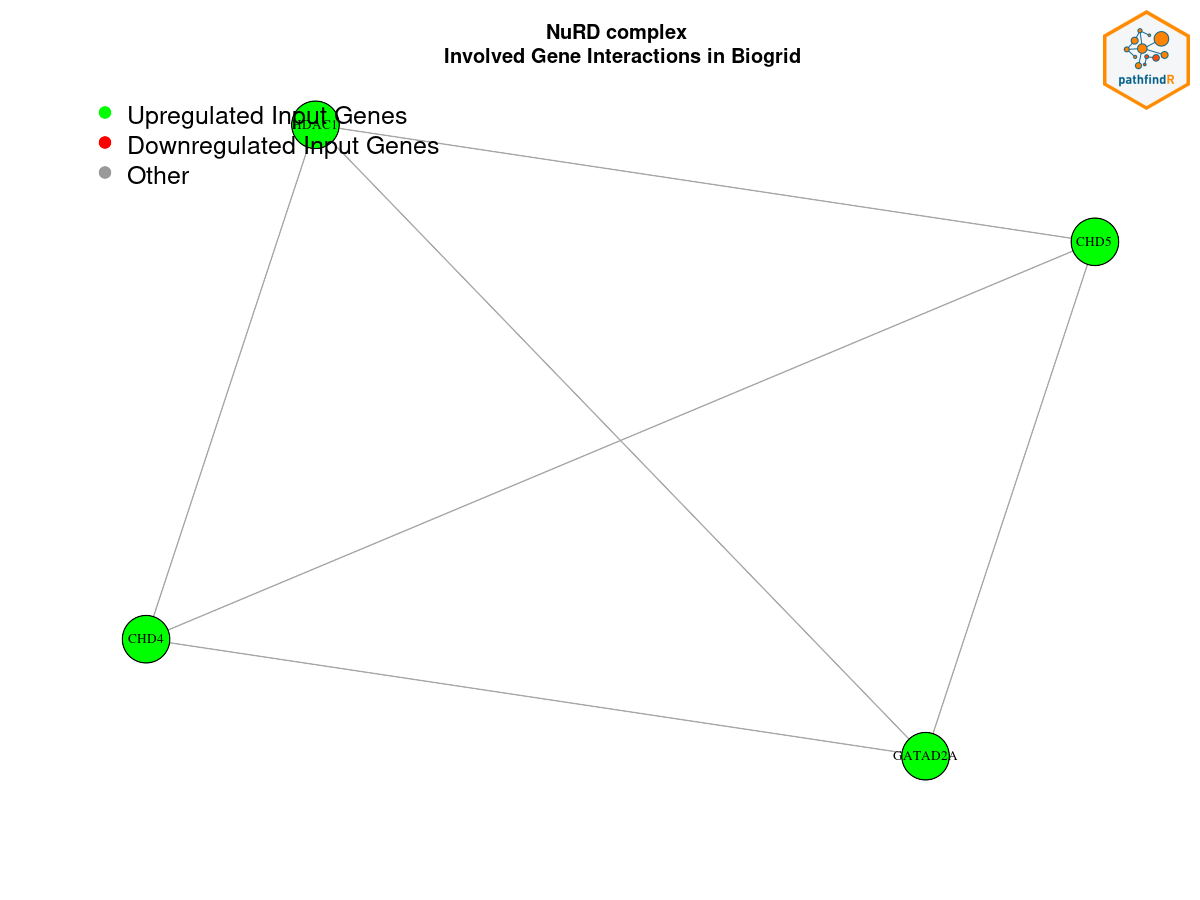 NuRD complex
Involved Gene Interactions in Biogrid
pathfindR
Upregulated Input Genes
HDAC1
Downregulated Input Genes
Other
CHD5
CHD4
GATAD2A